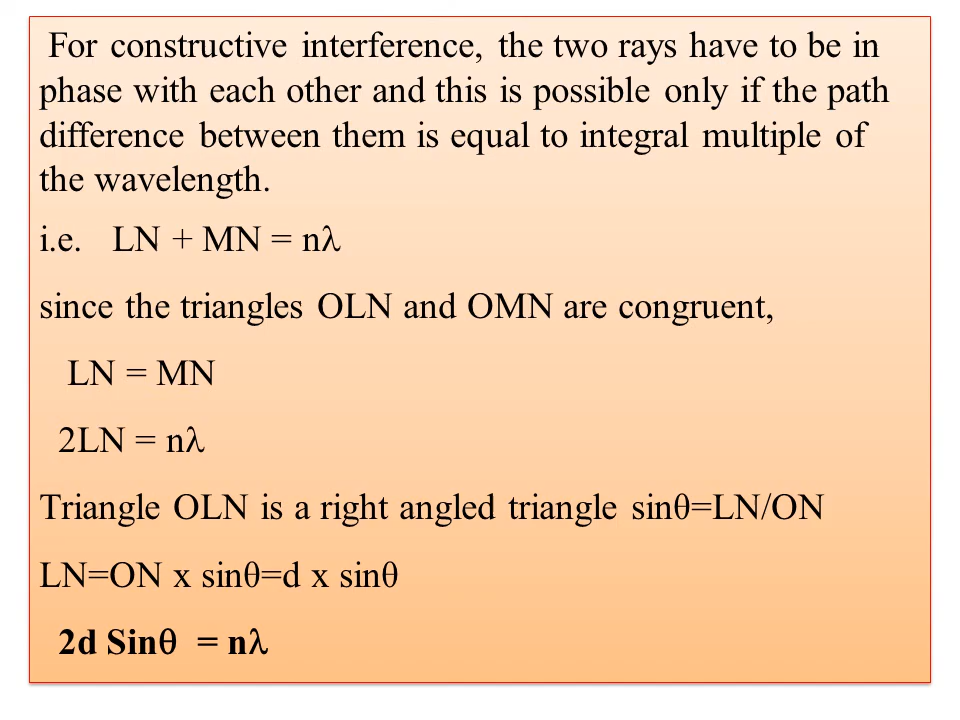 For constructive interference, the two rays have to be in
phase with each other and this is possible only if the path
difference between them is equal to integral multiple of
the wavelength.
i.e. LN + MN = nλ
since the triangles OLN and OMN are congruent,
LN = MN
2LN = nλ
Triangle OLN is a right angled triangle sinθ=LN/ON
LN=ON x sinθ=d x sinθ
2d Sinθ = nλ